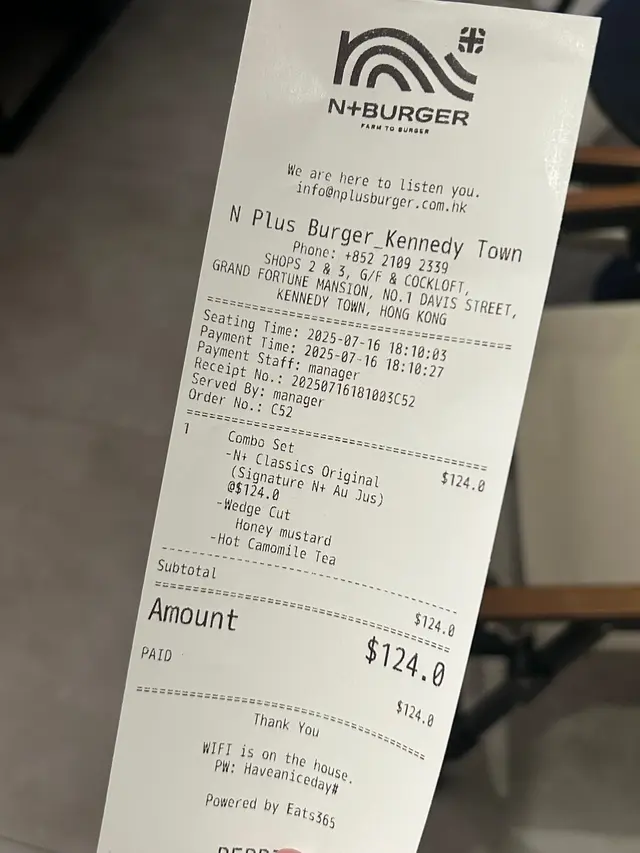 N+BURGER
FARM TO BURGER
We are here to listen you.
info@nplusburger.com.hk
N Plus Burger_Kennedy Town
Phone: +852 2109 2339
SHOPS 2 & 3, G/F & COCKLOFT,
GRAND FORTUNE MANSION, NO.1 DAVIS STREET,
KENNEDY TOWN, HONG KONG
Seating Time: 2025-07-16 18:10:03
Payment Time: 2025-07-16 18:10:27
Payment Staff: manager
Receipt No.: 20250716181003C52
Served By: manager
Order No.: C52
1 Combo Set $124.0
-N+ Classics Original
(Signature N+ Au Jus)
@$124.0
-Wedge Cut
Honey mustard
-Hot Camomile Tea
Subtotal $124.0
Amount $124.0
PAID $124.0
Thank You
WIFI is on the house.
PW: Haveaniceday#
Powered by Eats365